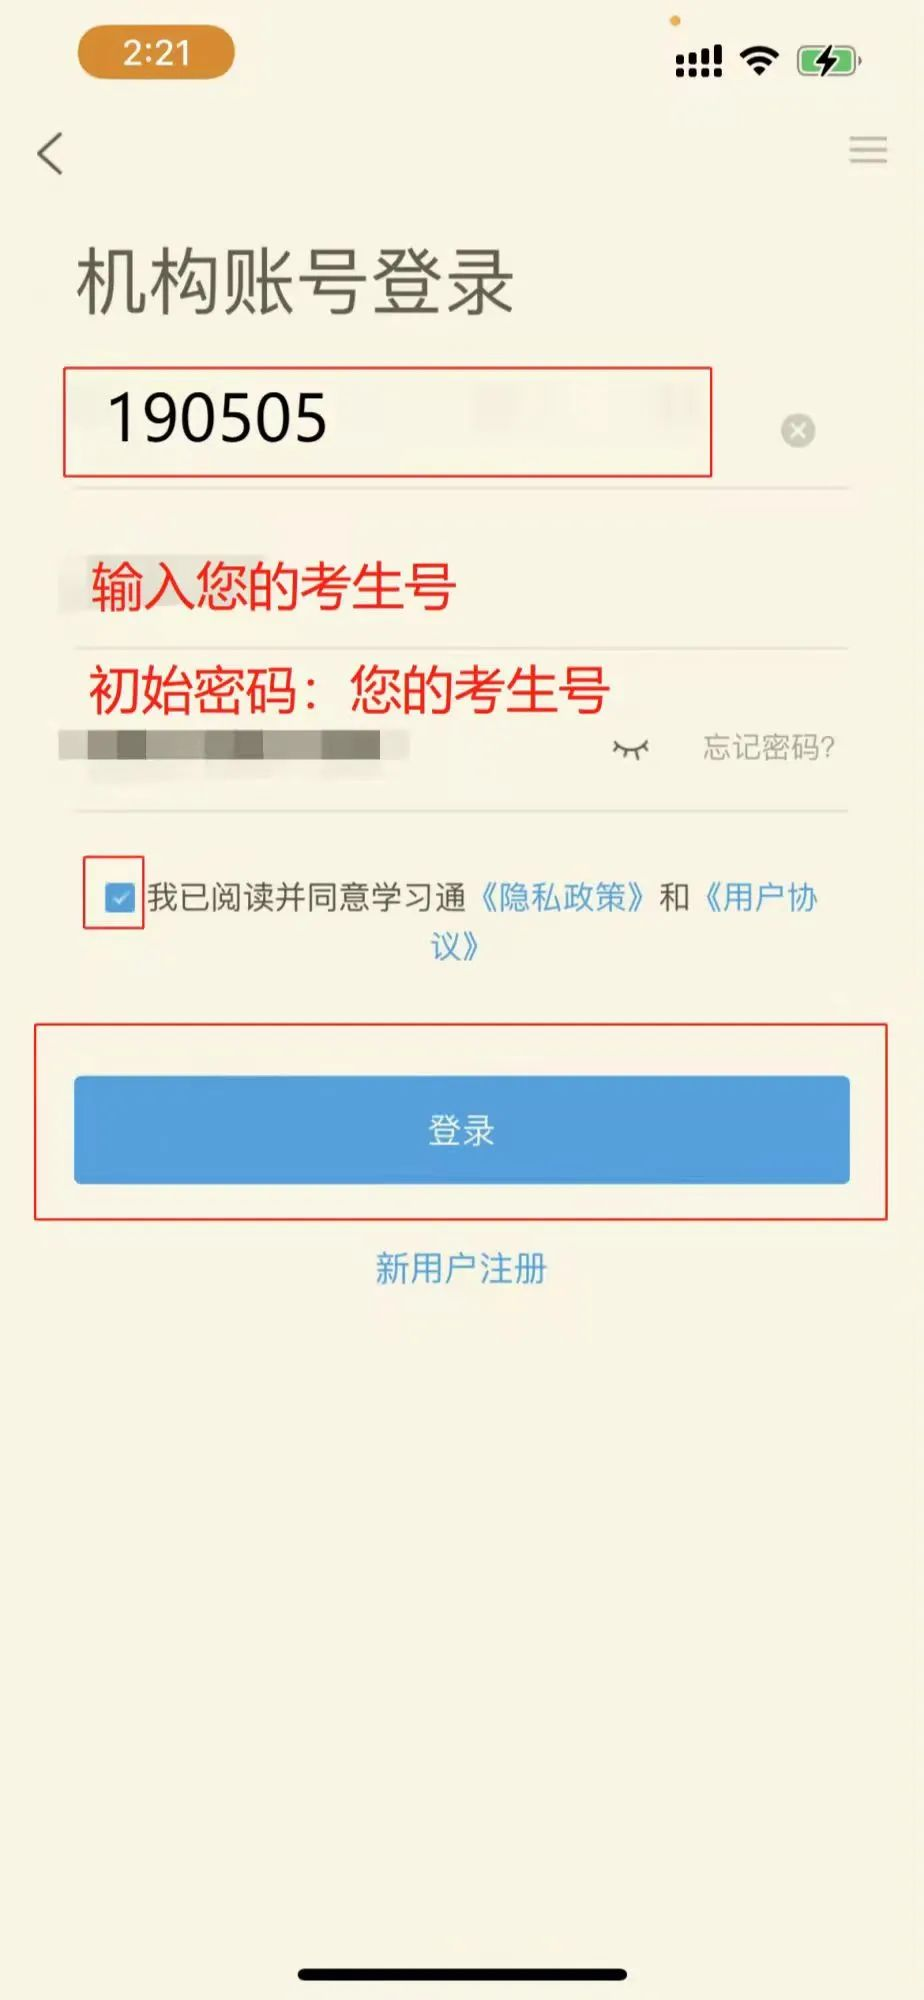 2:21
机构账号登录
190505
输入您的考生号
初始密码：您的考生号
忘记密码?
我已阅读并同意学习通《隐私政策》和《用户协
议》
登录
新用户注册